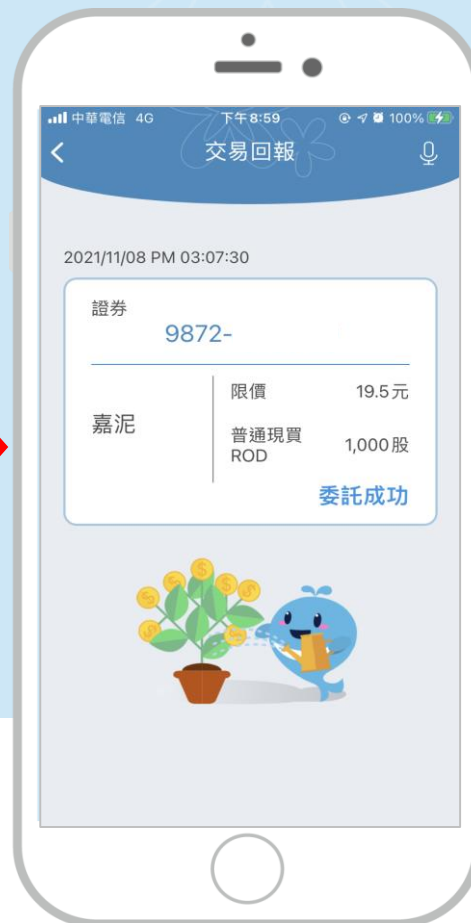 中華電信 4G 下午8:59 100%
交易回報
2021/11/08 PM 03:07:30
證券
9872-
嘉泥
限價 19.5元
普通現買 1,000股
ROD
委託成功